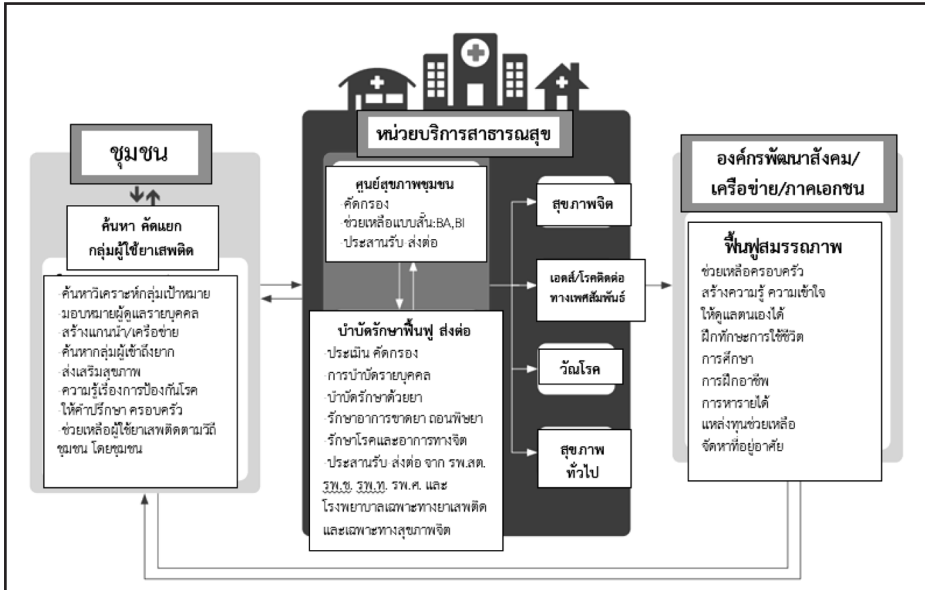 ชุมชน
ค้นหา คัดแยก
กลุ่มผู้ใช้ยาเสพติด
-ค้นหาวิเคราะห์กลุ่มเป้าหมาย
-มอบหมายผู้ดูแลรายบุคคล
-สร้างแกนนำ/เครือข่าย
-ค้นหากลุ่มผู้เข้าถึงยาก
-ส่งเสริมสุขภาพ
-ความรู้เรื่องการป้องกันโรค
-ให้คำปรึกษา ครอบครัว
-ช่วยเหลือผู้ใช้ยาเสพติดตามวิถี
ชุมชน โดยชุมชน
หน่วยบริการสาธารณสุข
ศูนย์สุขภาพชุมชน
-คัดกรอง
-ช่วยเหลือแบบสั้น:BA,BI
-ประสานรับ ส่งต่อ
บำบัดรักษาฟื้นฟู ส่งต่อ
-ประเมิน คัดกรอง
-การบำบัดรายบุคคล
-บำบัดรักษาด้วยยา
-รักษาอาการขาดยา ถอนพิษยา
-รักษาโรคและอาการทางจิต
-ประสานรับ ส่งต่อ จาก รพ.สต.
รพ.ช. รพ.ท. รพ.ศ. และ
โรงพยาบาลเฉพาะทางยาเสพติด
และเฉพาะทางสุขภาพจิต
สุขภาพจิต
เอดส์/โรคติดต่อ
ทางเพศสัมพันธ์
วัณโรค
สุขภาพ
ทั่วไป
องค์กรพัฒนาสังคม/
เครือข่าย/ภาคเอกชน
ฟื้นฟูสมรรถภาพ
ช่วยเหลือครอบครัว
สร้างความรู้ ความเข้าใจ
ให้ดูแลตนเองได้
ฝึกทักษะการใช้ชีวิต
การศึกษา
การฝึกอาชีพ
การหารายได้
แหล่งทุนช่วยเหลือ
จัดหาที่อยู่อาศัย